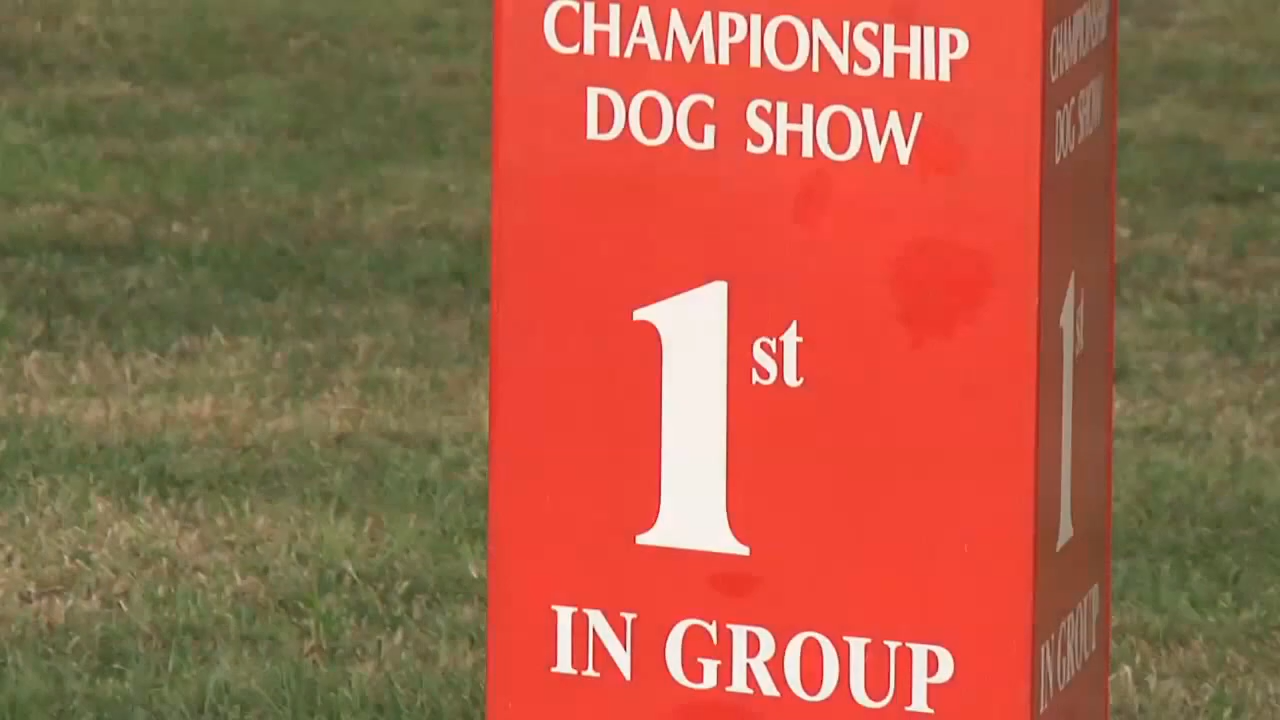 CHAMPIONSHIP
DOG SHOW
1st
IN GROUP
CHAMPIONSHIP
DOG SHOW
1st
IN GROUP